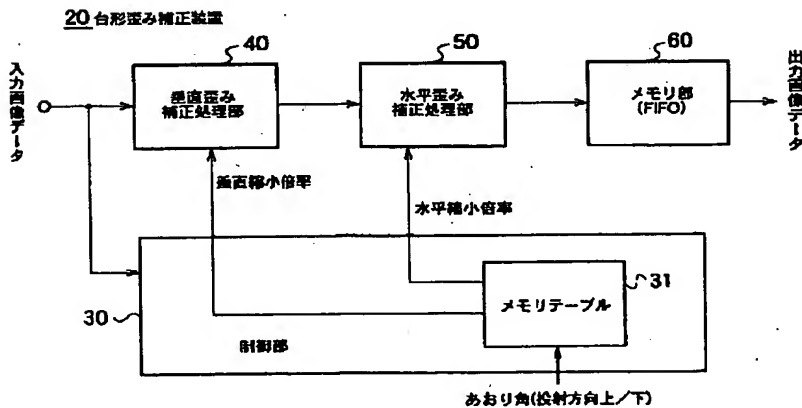 20 台形歪み補正装置
入力画像データ
40
垂直歪み
補正処理部
50
水平歪み
補正処理部
60
メモリ部
(FIFO)
出力画像データ
垂直縮小倍率
水平縮小倍率
30
制御部
メモリテーブル
31
あおり角(投射方向上/下)